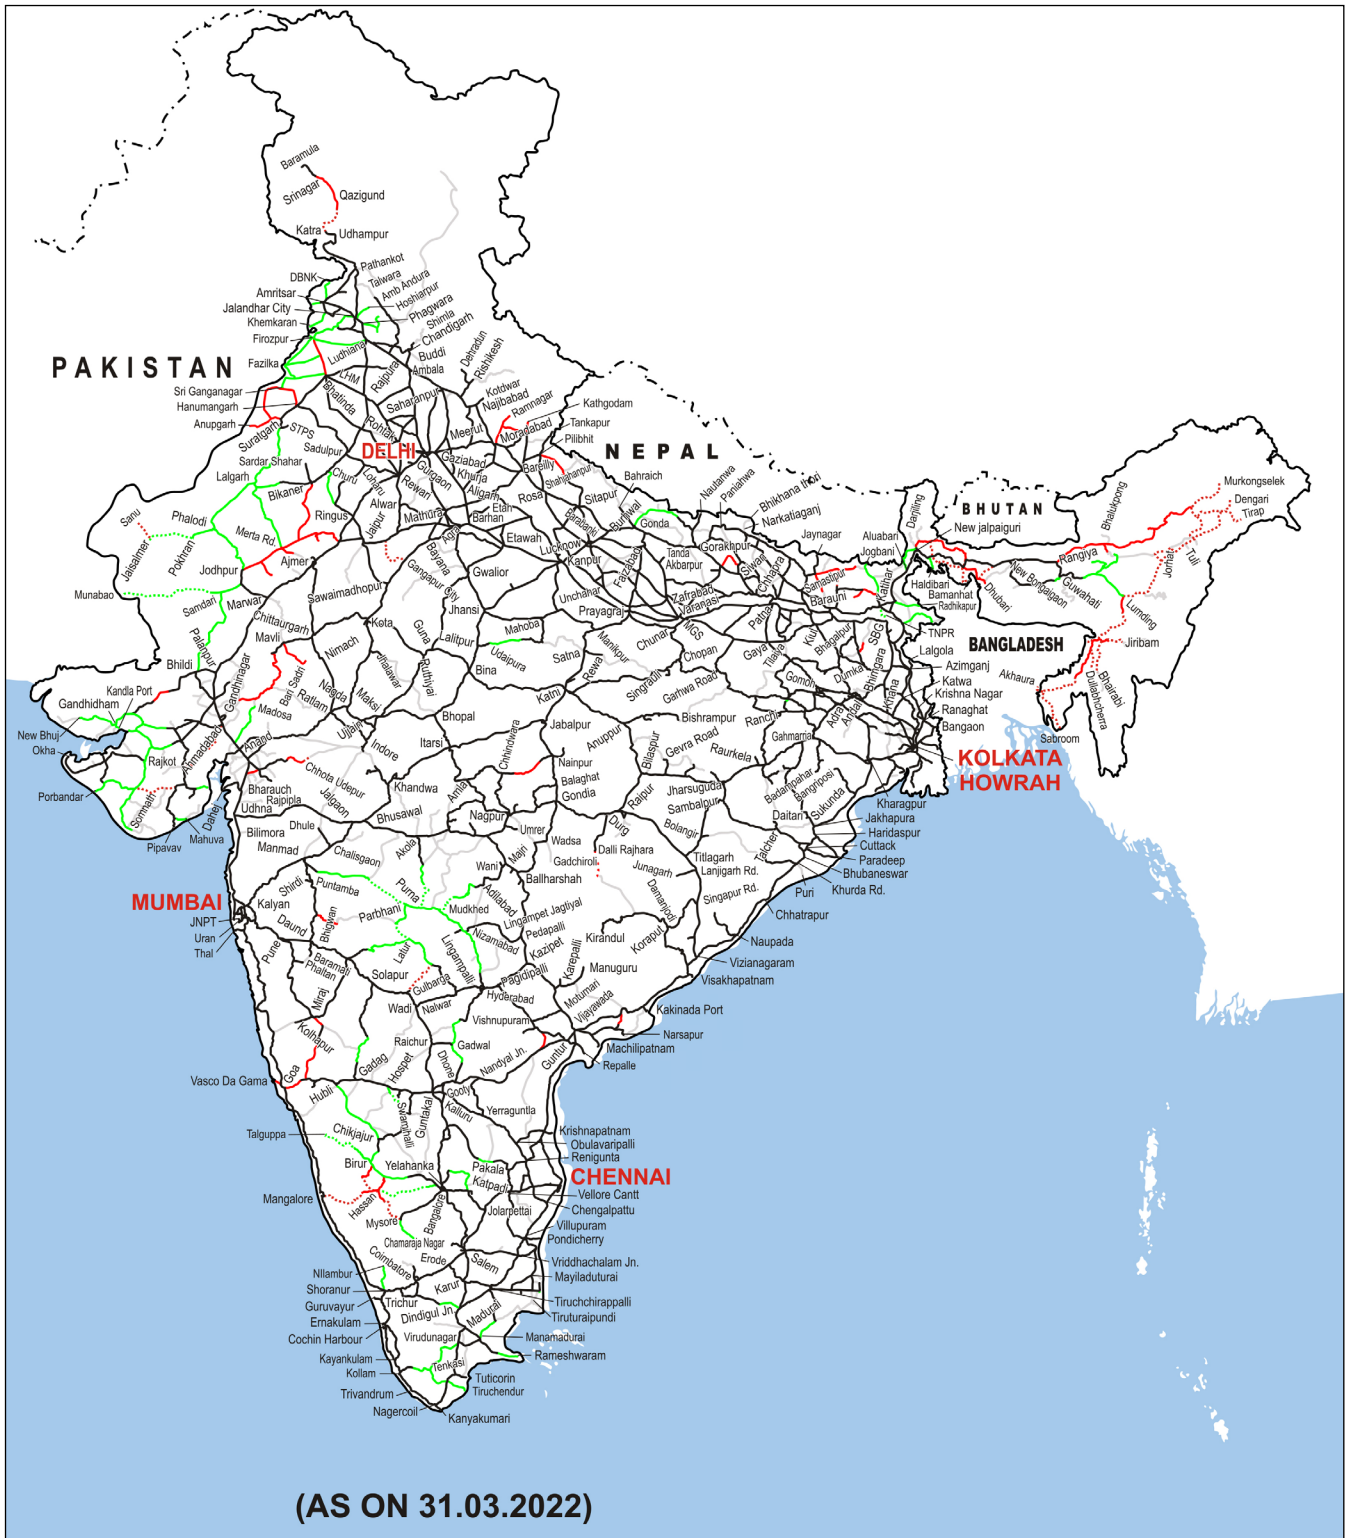 Baramula
Srinagar
Qazigund
Katra
Udhampur
Pathankot
DBNK
Talwara
Amritsar
Amb Andura
Jalandhar City
Hoshiarpur
Khemkaran
Phagwara
Shimla
Firozpur
Chandigarh
PAKISTAN
Fazilka
Ludhiana
Buddi
Dehradun
Rishikesh
LHM
Rajpura
Ambala
Sri Ganganagar
Hanumangarh
Bhatinda
Saharanpur
Kotdwar
Najibabad
Ramnagar
Kathgodam
Anupgarh
Suratgarh
STPS
Rohtak
Meerut
Moradabad
Tankapur
Pilibhit
Sadulpur
DELHI
NEPAL
Sardar Shahar
Lalgarh
Churu
Loharu
Gurgaon
Gaziabad
Khurja
Bareilly
Shahjahanpur
Bahraich
Nautanwa
Paniahwa
Bhikhana thori
Narkatiaganj
Bikaner
Rewari
Aligarh
Rosa
Sitapur
Burhwal
Gonda
Murkongselek
Dengari
Tirap
BHUTAN
Bhalukpong
Darjiling
New jalpaiguri
Sanu
Phalodi
Ringus
Alwar
Mathura
Etah
Barhan
Barabanki
Jaynagar
Aluabari
Jogbani
Jaisalmer
Pokhran
Merta Rd.
Jaipur
Agra
Etawah
Lucknow
Kanpur
Faizabad
Tanda
Akbarpur
Gorakhpur
Siwan
Chhapra
Samastipur
Katihar
Rangiya
Jorhat
Tuli
Jodhpur
Ajmer
Bayana
Gangapur City
Gwalior
Unchahar
Zafrabad
Varanasi
Barauni
Haldibari
Bamanhat
Radhikapur
Dhubari
New Bongaigaon
Guwahati
Lumding
Munabao
Samdari
Marwar
Sawaimadhopur
Jhansi
Prayagraj
MGS
Patna
Chittaurgarh
Kota
Mahoba
Chunar
Kiul
Bhagalpur
SBG
TNPR
BANGLADESH
Jiribam
Palanpur
Mavli
Nimach
Guna
Lalitpur
Udaipura
Manikpur
Chopan
Gaya
Tilaiya
Lalgola
Bhildi
Gandhinagar
Jhalawar
Ruthiyai
Bina
Satna
Rewa
Singrauli
Garhwa Road
Gomoh
Dumka
Bhimgara
Azimganj
Akhaura
Dullabhcherra
Bhairabi
Kandla Port
Bari Sadri
Ratlam
Nagda
Maksi
Katni
Katwa
Gandhidham
Madosa
Khana
Krishna Nagar
Adra
Andal
Ranaghat
New Bhuj
Okha
Ahmadabad
Anand
Ujjain
Bhopal
Jabalpur
Bishrampur
Ranchi
Bangaon
Sabroom
Rajkot
Indore
Itarsi
Chhindwara
Anuppur
Bilaspur
Gevra Road
Raurkela
Gahmarria
KOLKATA
HOWRAH
Chhota Udepur
Nainpur
Balaghat
Gondia
Porbandar
Somnath
Bharauch
Rajpipla
Udhna
Jalgaon
Khandwa
Amla
Raipur
Jharsuguda
Sambalpur
Badampahar
Bangriposi
Sukunda
Kharagpur
Dahej
Bhusawal
Nagpur
Durg
Bolangir
Daitari
Jakhapura
Pipavav
Mahuva
Bilimora
Dhule
Manmad
Umrer
Haridaspur
Chalisgaon
Akola
Majri
Wadsa
Dalli Rajhara
Talcher
Cuttack
Paradeep
Wani
Gadchiroli
Junagarh
Titlagarh
Lanjigarh Rd.
Bhubaneswar
Khurda Rd.
Shirdi
Puntamba
Purna
Adilabad
Ballharshah
Damanjodi
Singapur Rd.
Puri
MUMBAI
Kalyan
Parbhani
Mudkhed
Lingampet Jagtiyal
Chhatrapur
JNPT
Daund
Bhigwan
Pedapalli
Uran
Nizamabad
Kirandul
Koraput
Naupada
Thal
Pune
Baramati
Phaltan
Latur
Lingampalli
Kazipet
Karepalli
Vizianagaram
Solapur
Gulbarga
Pagidipalli
Manuguru
Visakhapatnam
Miraj
Wadi
Nalwar
Hyderabad
Motumari
Vijayawada
Kakinada Port
Kolhapur
Vishnupuram
Narsapur
Raichur
Gadwal
Machilipatnam
Goa
Gadag
Hospet
Dhone
Nandyal Jn.
Guntur
Repalle
Vasco Da Gama
Hubli
Gooty
Swamihalli
Guntakal
Kalluru
Yerraguntla
Talguppa
Chikjajur
Krishnapatnam
Obulavaripalli
Renigunta
Birur
Yelahanka
Pakala
CHENNAI
Katpadi
Vellore Cantt
Mangalore
Hassan
Mysore
Bangalore
Jolarpettai
Chengalpattu
Villupuram
Chamaraja Nagar
Pondicherry
Coimbatore
Erode
Salem
Vriddhachalam Jn.
NIlambur
Mayiladuturai
Shoranur
Karur
Guruvayur
Trichur
Dindigul Jn.
Madurai
Tiruchchirappalli
Tiruturaipundi
Ernakulam
Cochin Harbour
Virudunagar
Manamadurai
Kayankulam
Tenkasi
Rameshwaram
Kollam
Tuticorin
Trivandrum
Tiruchendur
Nagercoil
Kanyakumari
(AS ON 31.03.2022)